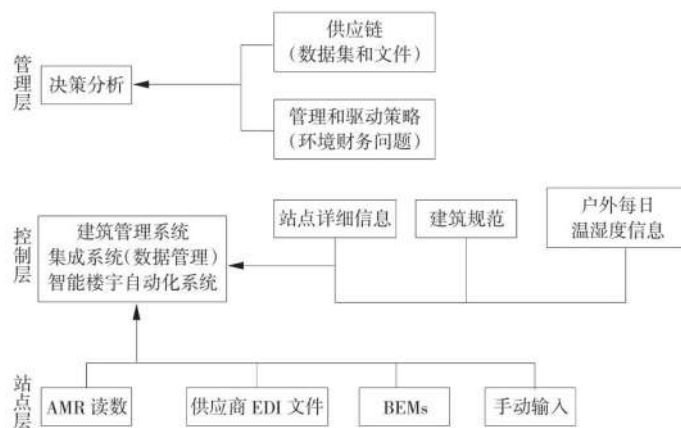 管理层
决策分析
供应链
（数据集和文件）
管理和驱动策略
（环境财务问题）
控制层
建筑管理系统
集成系统（数据管理）
智能楼宇自动化系统
站点详细信息
建筑规范
户外每日
温湿度信息
站点层
AMR 读数
供应商 EDI 文件
BEMs
手动输入